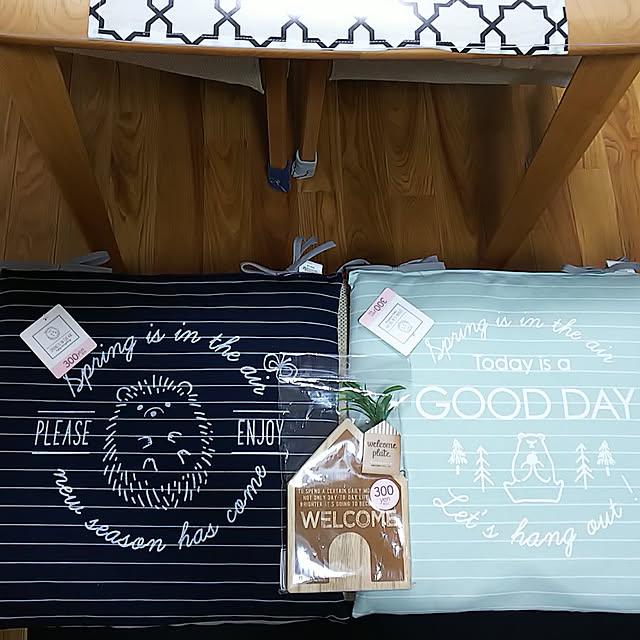 Spring is in the air
PLEASE
ENJOY
new season has come
300
Spring is in the air
Today is a
GOOD DAY
Let's hang out!
300
welcome
plate.
300
yen
WELCOME